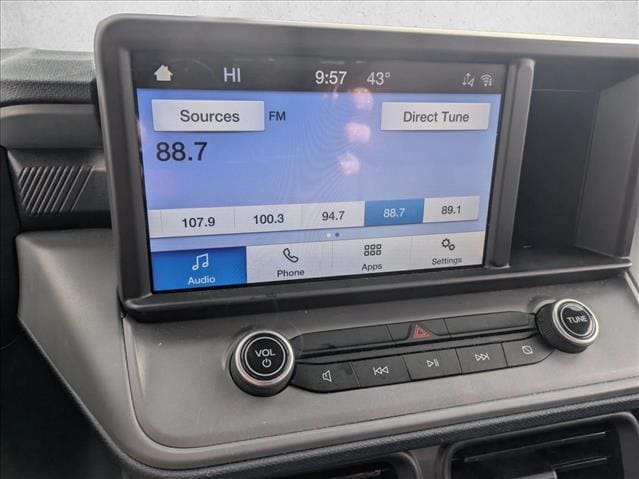 HI 9:57 43°
Sources FM Direct Tune
88.7
107.9 100.3 94.7 88.7 89.1
Audio Phone Apps Settings
VOL TUNE